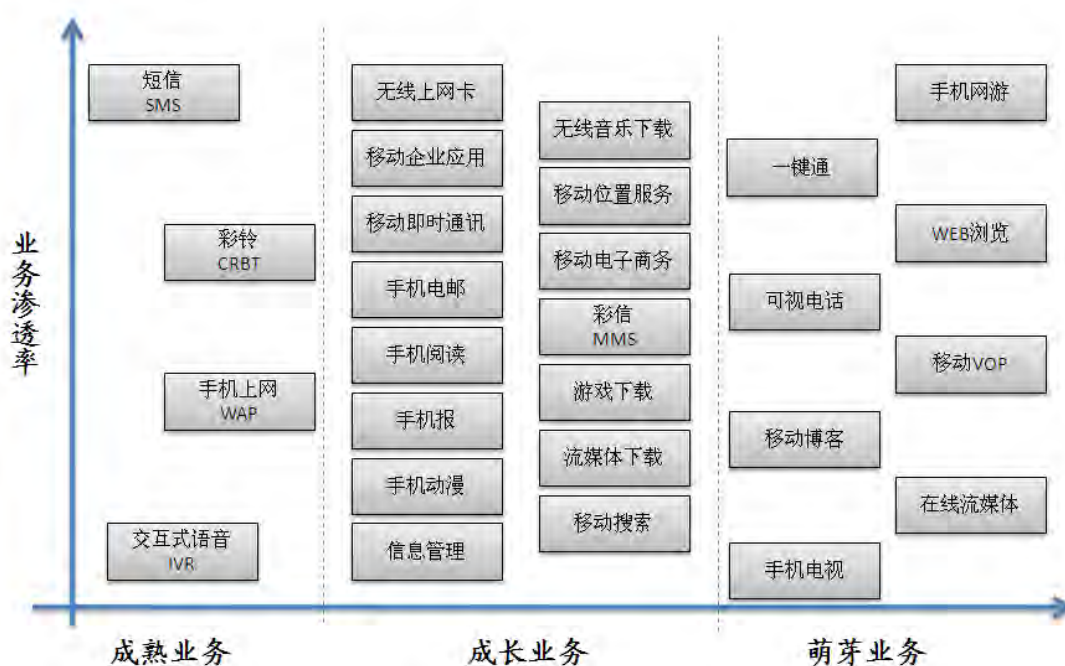 业务渗透率
短信
SMS
彩铃
CRBT
手机上网
WAP
交互式语音
IVR
无线上网卡
移动企业应用
移动即时通讯
手机电邮
手机阅读
手机报
手机动漫
信息管理
无线音乐下载
移动位置服务
移动电子商务
彩信
MMS
游戏下载
流媒体下载
移动搜索
一键通
可视电话
移动博客
手机电视
手机网游
WEB浏览
移动VOP
在线流媒体
成熟业务
成长业务
萌芽业务